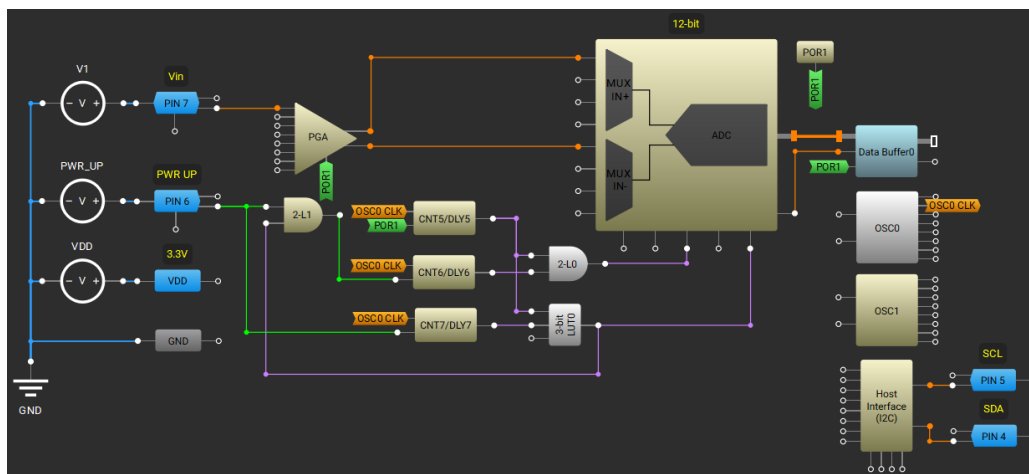 12-bit
V1
Vin
POR1
- V +
PIN 7
MUX
IN+
POR1
PGA
ADC
Data Buffer0
PWR_UP
PWR UP
POR1
MUX
IN-
POR1
- V +
PIN 6
2-L1
OSC0 CLK
CNT5/DLY5
POR1
OSC0 CLK
OSC0
VDD
3.3V
OSC0 CLK
CNT6/DLY6
2-L0
- V +
VDD
OSC1
OSC0 CLK
CNT7/DLY7
3-bit
LUT0
GND
SCL
PIN 5
Host
Interface
(I2C)
SDA
PIN 4
GND